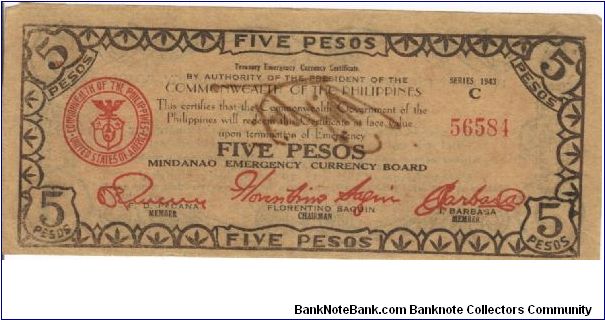 FIVE PESOS
5 PESOS
5 PESOS
Treasury Emergency Currency Certificate
BY AUTHORITY OF THE PRESIDENT OF THE
COMMONWEALTH OF THE PHILIPPINES
SERIES 1943
C
COMMONWEALTH OF THE PHILIPPINES
UNITED STATES OF AMERICA
This certifies that the Commonwealth Government of the
Philippines will redeem this Certificate at face value
upon termination of Emergency
56584
FIVE PESOS
MINDANAO EMERGENCY CURRENCY BOARD
Florentino Saguin
Barbasa
MEMBER
FLORENTINO SAGUIN
CHAIRMAN
I. BARBASA
MEMBER
5 PESOS
FIVE PESOS
5 PESOS
BankNoteBank.com Banknote Collectors Community